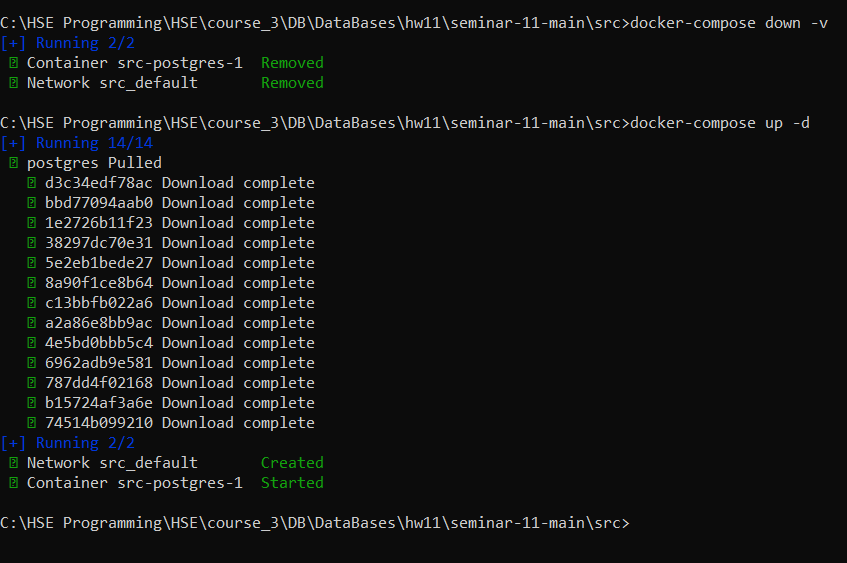 C:\HSE Programming\HSE\course_3\DB\DataBases\hw11\seminar-11-main\src>docker-compose down -v
[+] Running 2/2
⍰ Container src-postgres-1  Removed
⍰ Network src_default       Removed
C:\HSE Programming\HSE\course_3\DB\DataBases\hw11\seminar-11-main\src>docker-compose up -d
[+] Running 14/14
⍰ postgres Pulled
⍰ d3c34edf78ac Download complete
⍰ bbd77094aab0 Download complete
⍰ 1e2726b11f23 Download complete
⍰ 38297dc70e31 Download complete
⍰ 5e2eb1bede27 Download complete
⍰ 8a90f1ce8b64 Download complete
⍰ c13bbfb022a6 Download complete
⍰ a2a86e8bb9ac Download complete
⍰ 4e5bd0bbb5c4 Download complete
⍰ 6962adb9e581 Download complete
⍰ 787dd4f02168 Download complete
⍰ b15724af3a6e Download complete
⍰ 74514b099210 Download complete
[+] Running 2/2
⍰ Network src_default       Created
⍰ Container src-postgres-1  Started
C:\HSE Programming\HSE\course_3\DB\DataBases\hw11\seminar-11-main\src>